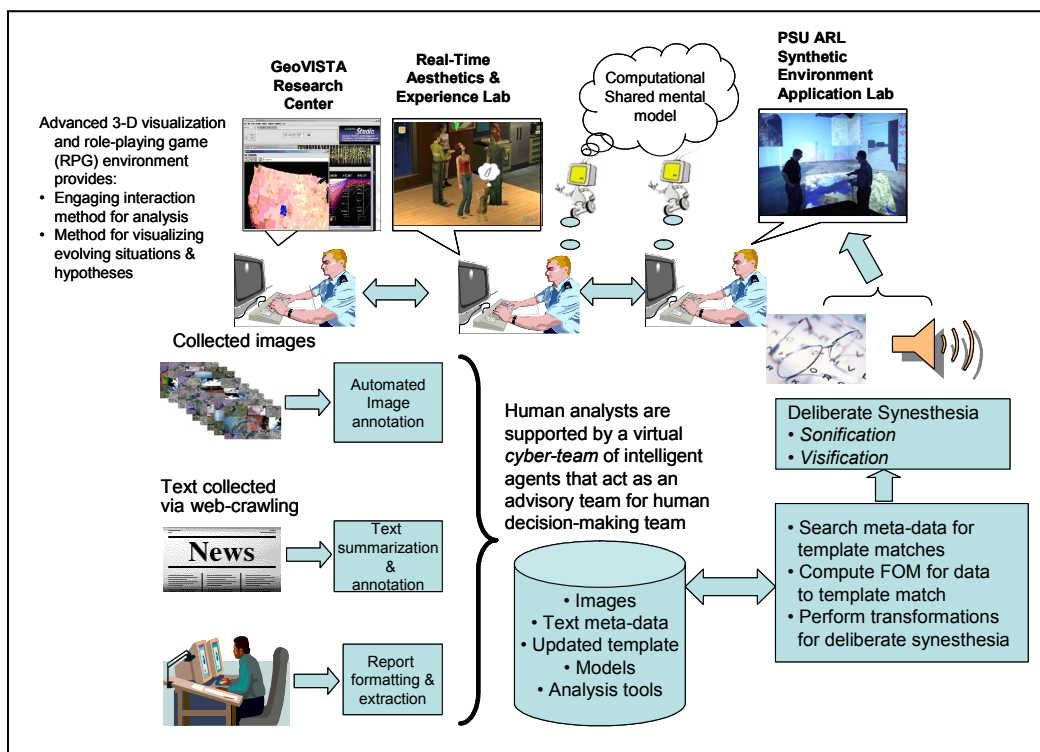 GeoVISTA
Research
Center
Real-Time
Aesthetics &
Experience Lab
Computational
Shared mental
model
PSU ARL
Synthetic
Environment
Application Lab
Advanced 3-D visualization
and role-playing game
(RPG) environment
provides:
• Engaging interaction
method for analysis
• Method for visualizing
evolving situations &
hypotheses
Studio
Collected images
Automated
Image
annotation
Text collected
via web-crawling
News
Text
summarization
&
annotation
Report
formatting &
extraction
Human analysts are
supported by a virtual
cyber-team of intelligent
agents that act as an
advisory team for human
decision-making team
• Images
• Text meta-data
• Updated template
• Models
• Analysis tools
Deliberate Synesthesia
• Sonification
• Visification
• Search meta-data for
template matches
• Compute FOM for data
to template match
• Perform transformations
for deliberate synesthesia